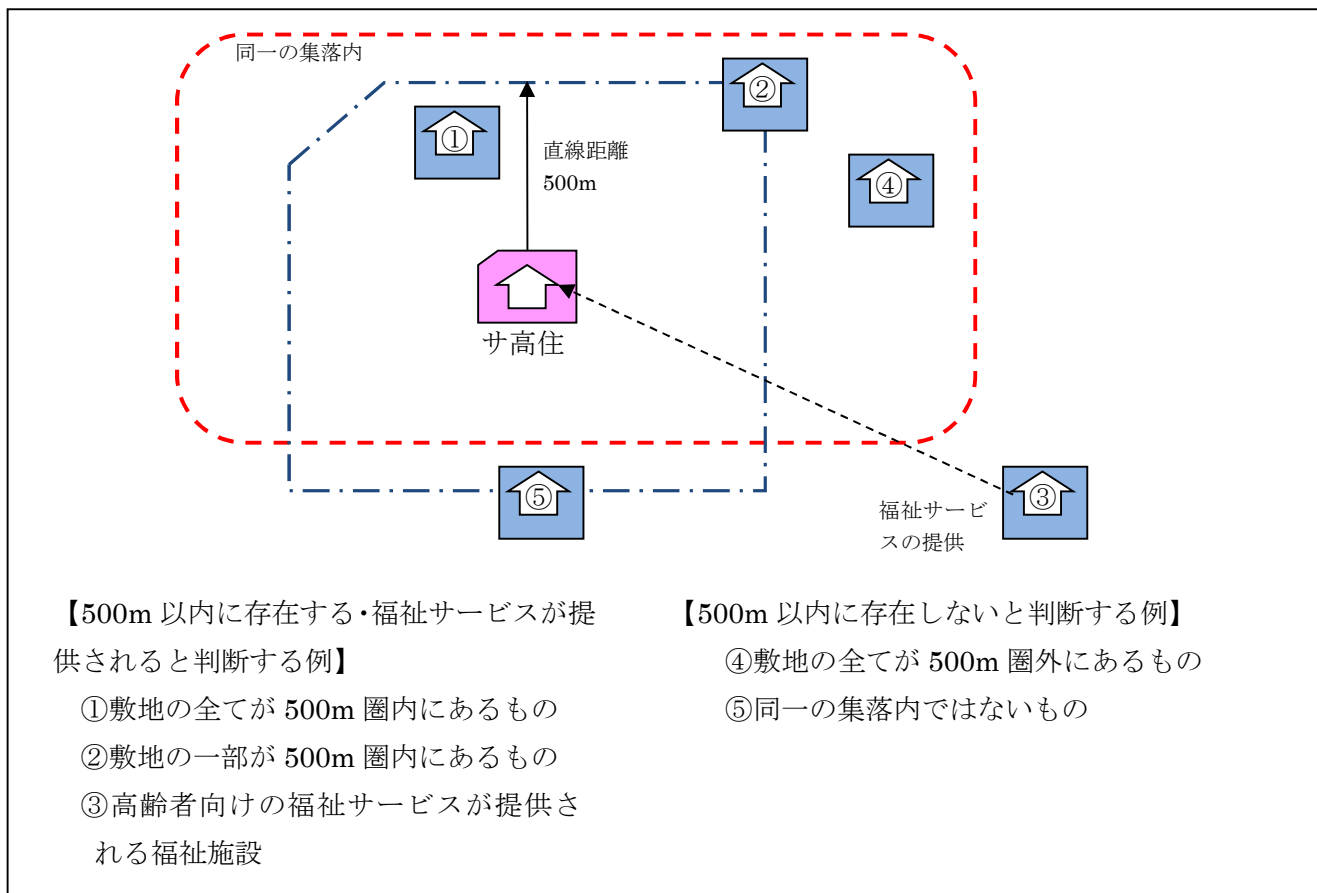 同一の集落内
②
①
直線距離
500m
④
サ高住
⑤
③
福祉サービ
スの提供
【500m 以内に存在する・福祉サービスが提
供されると判断する例】
①敷地の全てが 500m 圏内にあるもの
②敷地の一部が 500m 圏内にあるもの
③高齢者向けの福祉サービスが提供さ
れる福祉施設
【500m 以内に存在しないと判断する例】
④敷地の全てが 500m 圏外にあるもの
⑤同一の集落内ではないもの